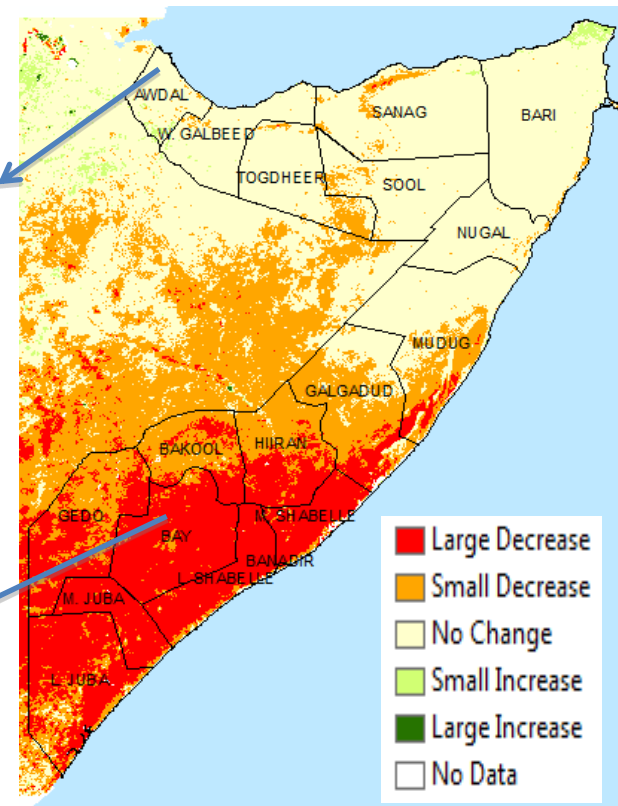 AWDAL
SANAG
BARI
W. GALBEED
TOGDHEER
SOOL
NUGAL
MUDUG
GALGADUD
HIIRAN
BAKOOL
GEDO
M. SHABELLE
BAY
BANADIR
L. SHABELLE
M. JUBA
L. JUBA
Large Decrease
Small Decrease
No Change
Small Increase
Large Increase
No Data